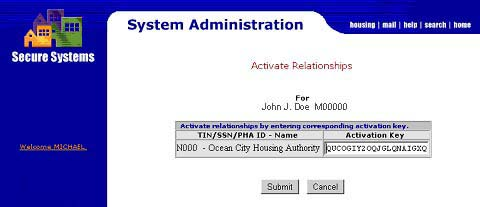 System Administration
housing | mail | help | search | home
Secure Systems
Activate Relationships
For
John J. Doe M00000
Activate relationships by entering corresponding activation key.
TIN/SSN/PHA ID - Name Activation Key
N000 - Ocean City Housing Authority QUCOGIYZOQJGLQNAIGXQ
Welcome MICHAEL,
Submit Cancel